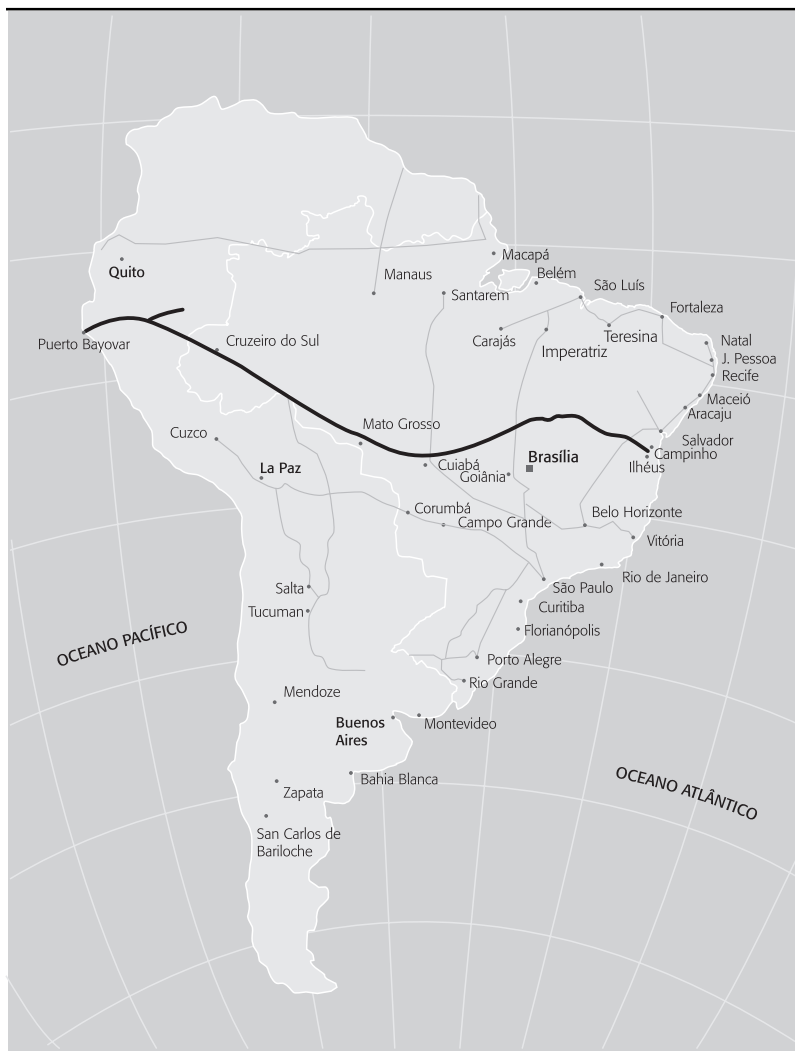 Macapá
Quito
Manaus
Belém
Santarem
São Luís
Fortaleza
Puerto Bayovar
Cruzeiro do Sul
Carajás
Imperatriz
Teresina
Natal
J. Pessoa
Recife
Maceió
Aracaju
Cuzco
Mato Grosso
Salvador
Campinho
Ilhéus
La Paz
Cuiabá
Brasília
Goiânia
Corumbá
Campo Grande
Belo Horizonte
Vitória
Salta
São Paulo
Rio de Janeiro
Tucuman
Curitiba
Florianópolis
OCEANO PACÍFICO
Porto Alegre
Rio Grande
Mendoze
Buenos
Aires
Montevideo
Bahia Blanca
OCEANO ATLÂNTICO
Zapata
San Carlos de
Bariloche